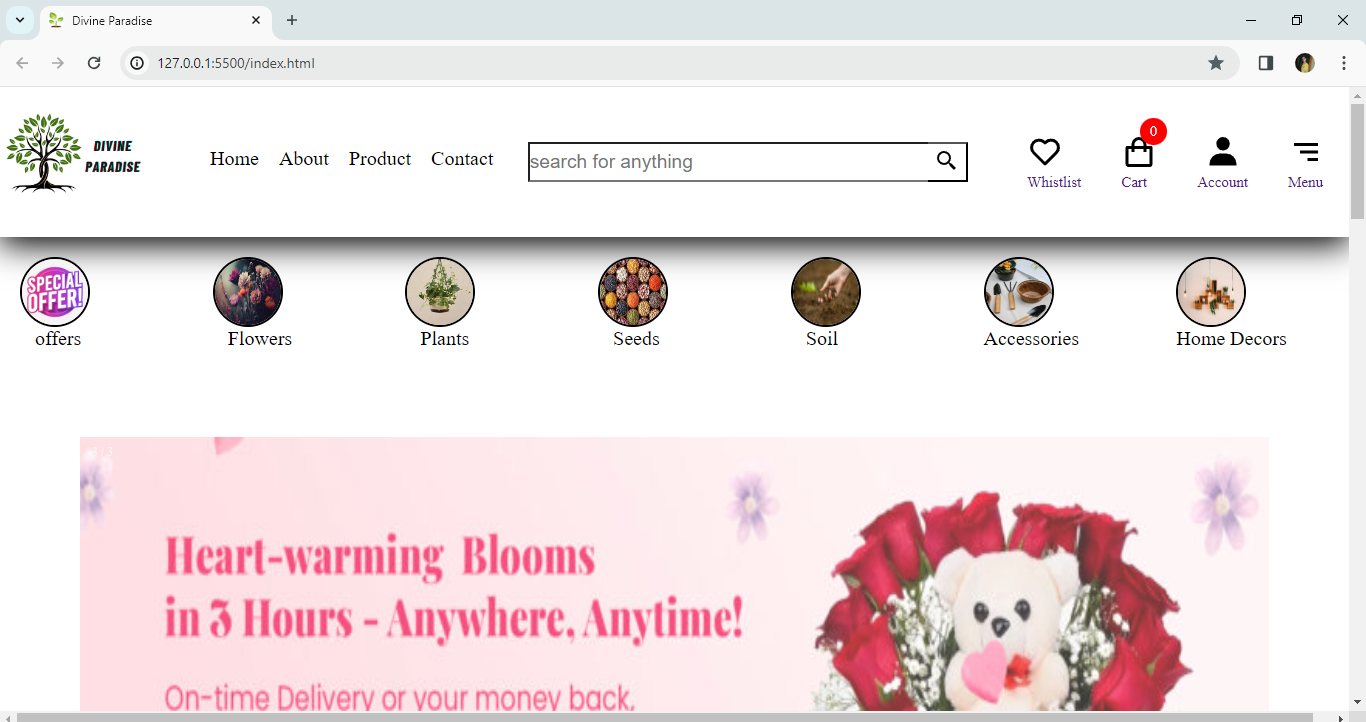 Divine Paradise
127.0.0.1:5500/index.html
DIVINE
PARADISE
Home About Product Contact
search for anything
0
Whistlist Cart Account Menu
SPECIAL
OFFER!
offers Flowers Plants Seeds Soil Accessories Home Decors
Heart-warming Blooms
in 3 Hours - Anywhere, Anytime!
On-time Delivery or your money back.